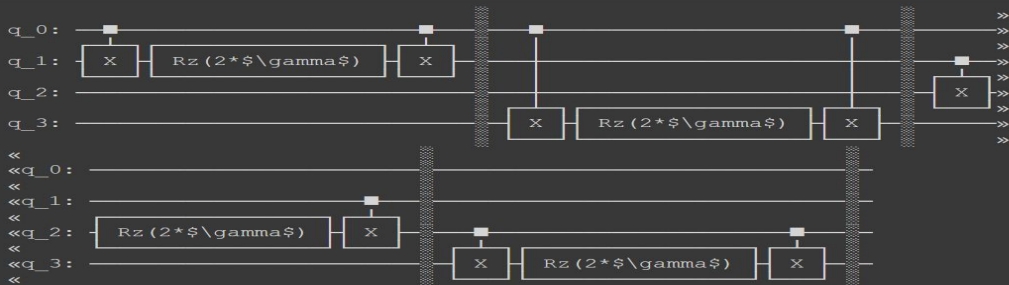 »
q_0:
»
q_1: X Rz(2*$\gamma$) X
»
q_2: X »
»
q_3: X Rz(2*$\gamma$) X »
»
«
«q_0:
«
«q_1:
«
«q_2: Rz(2*$\gamma$) X
«
«q_3: X Rz(2*$\gamma$) X
«